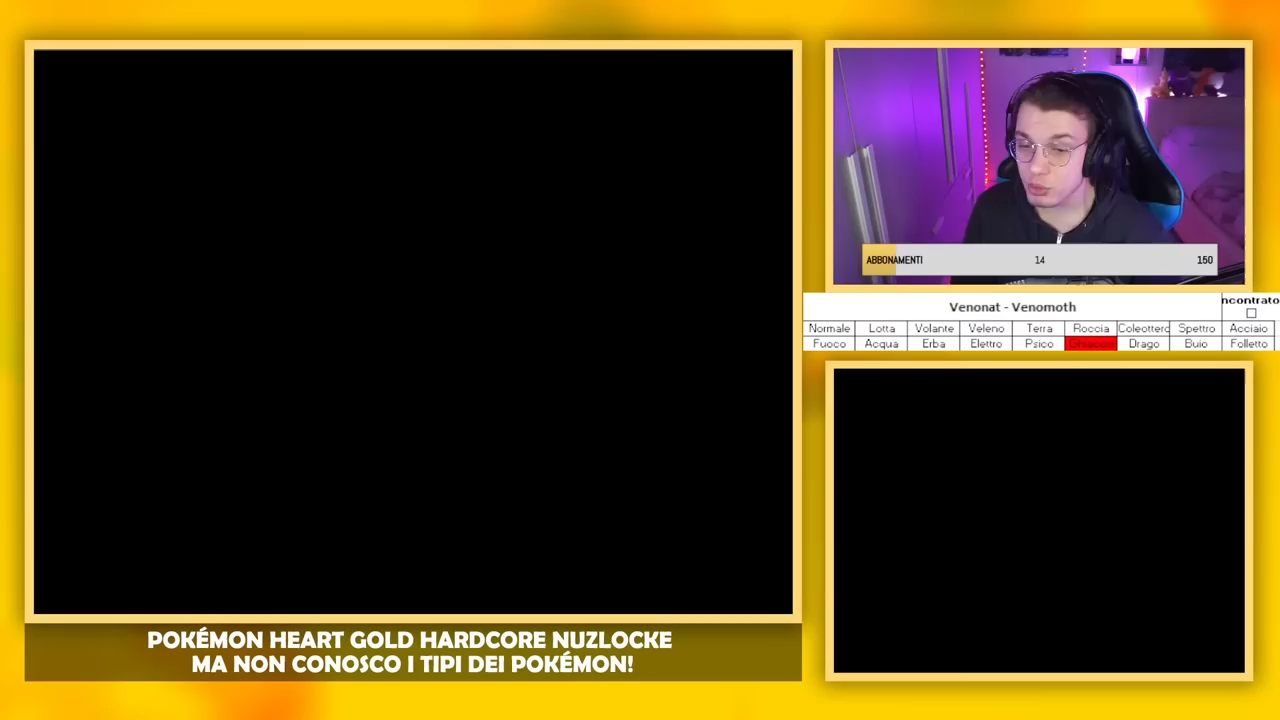 ABBONAMENTI 14 150
Venonat - Venomoth
ncontrato
Normale Lotta Volante Veleno Terra Roccia Coleottero Spettro Acciaio
Fuoco Acqua Erba Elettro Psico Ghiaccio Drago Buio Folletto
POKÉMON HEART GOLD HARDCORE NUZLOCKE
MA NON CONOSCO I TIPI DEI POKÉMON!